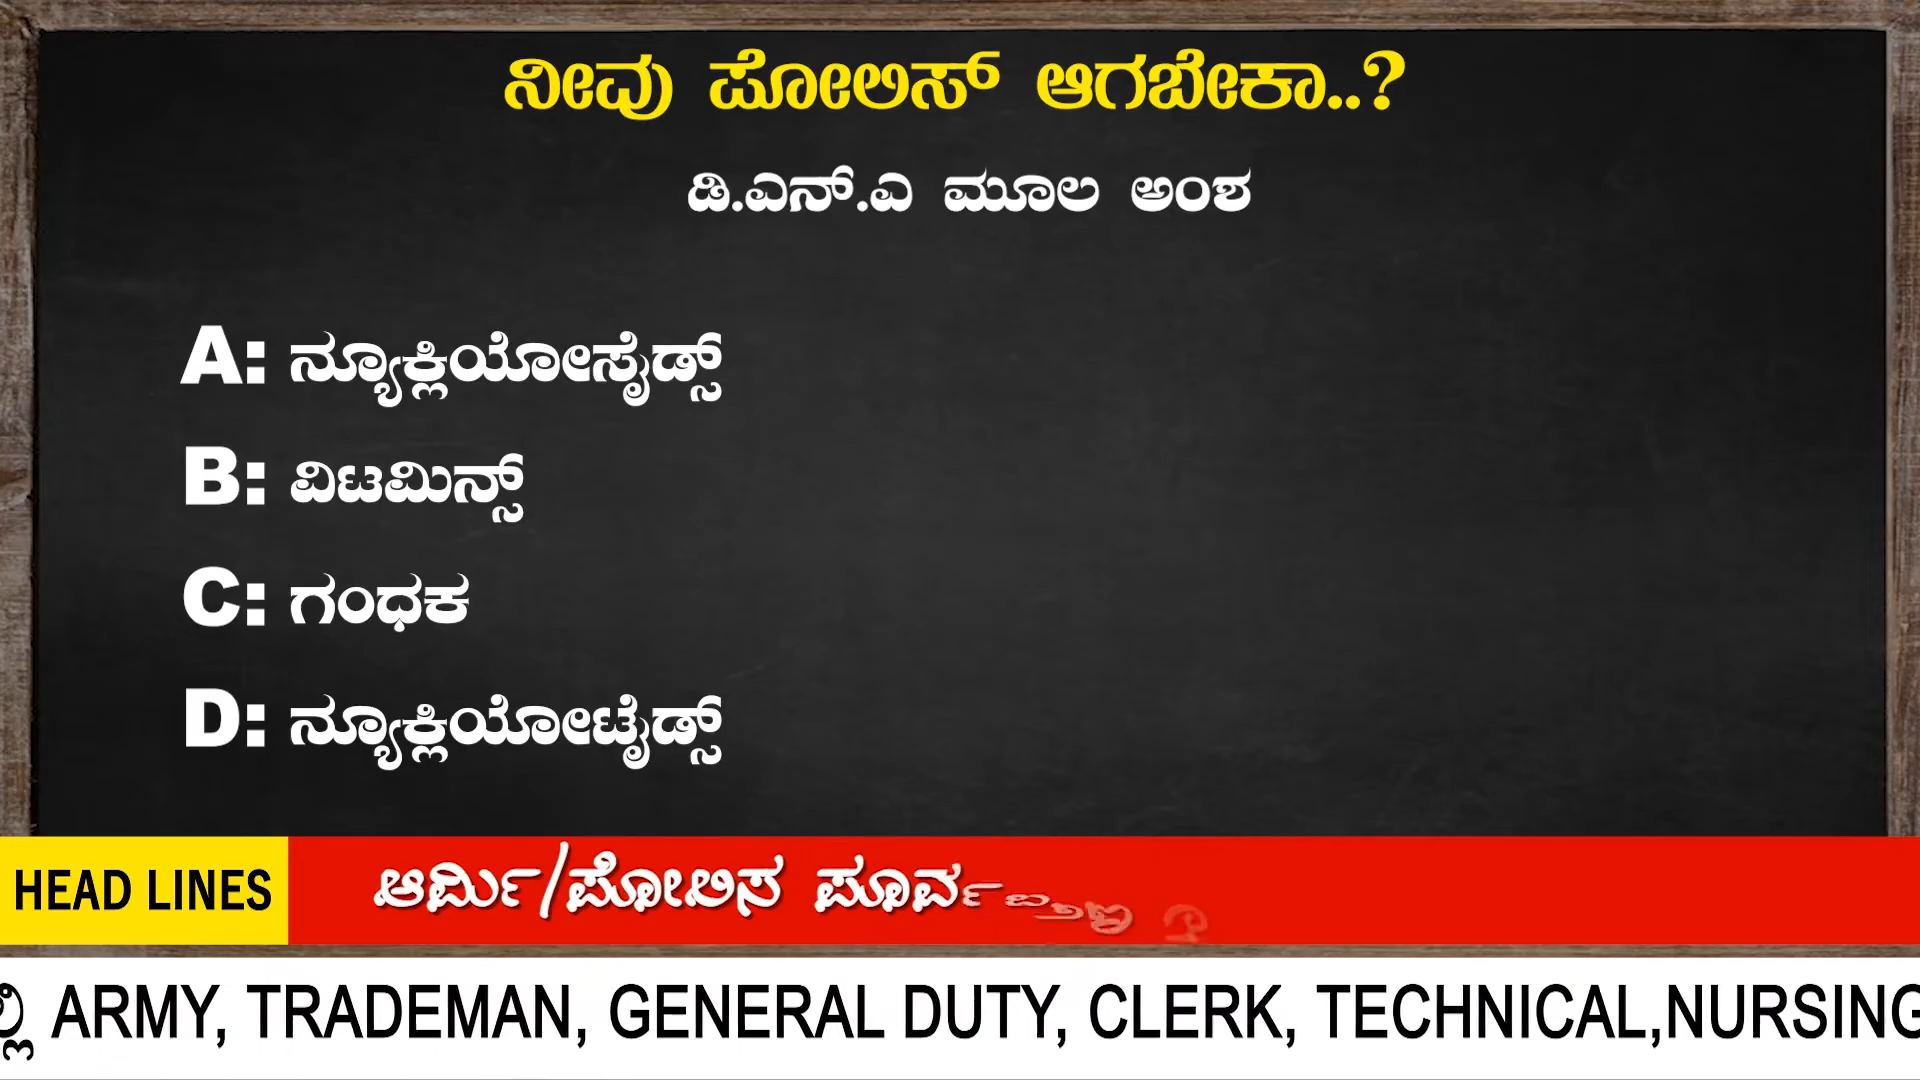 ನೀವು ಪೋಲಿಸ್ ಆಗಬೇಕಾ..?
ಡಿ.ಎನ್.ಎ ಮೂಲ ಅಂಶ
A: ನ್ಯೂಕ್ಲಿಯೋಸೈಡ್ಸ್
B: ವಿಟಮಿನ್ಸ್
C: ಗಂಧಕ
D: ನ್ಯೂಕ್ಲಿಯೋಟೈಡ್ಸ್
HEAD LINES
ಆರ್ಮಿ/ಪೋಲಿಸ ಪೂರ್ವ
ARMY, TRADEMAN, GENERAL DUTY, CLERK, TECHNICAL,NURSING